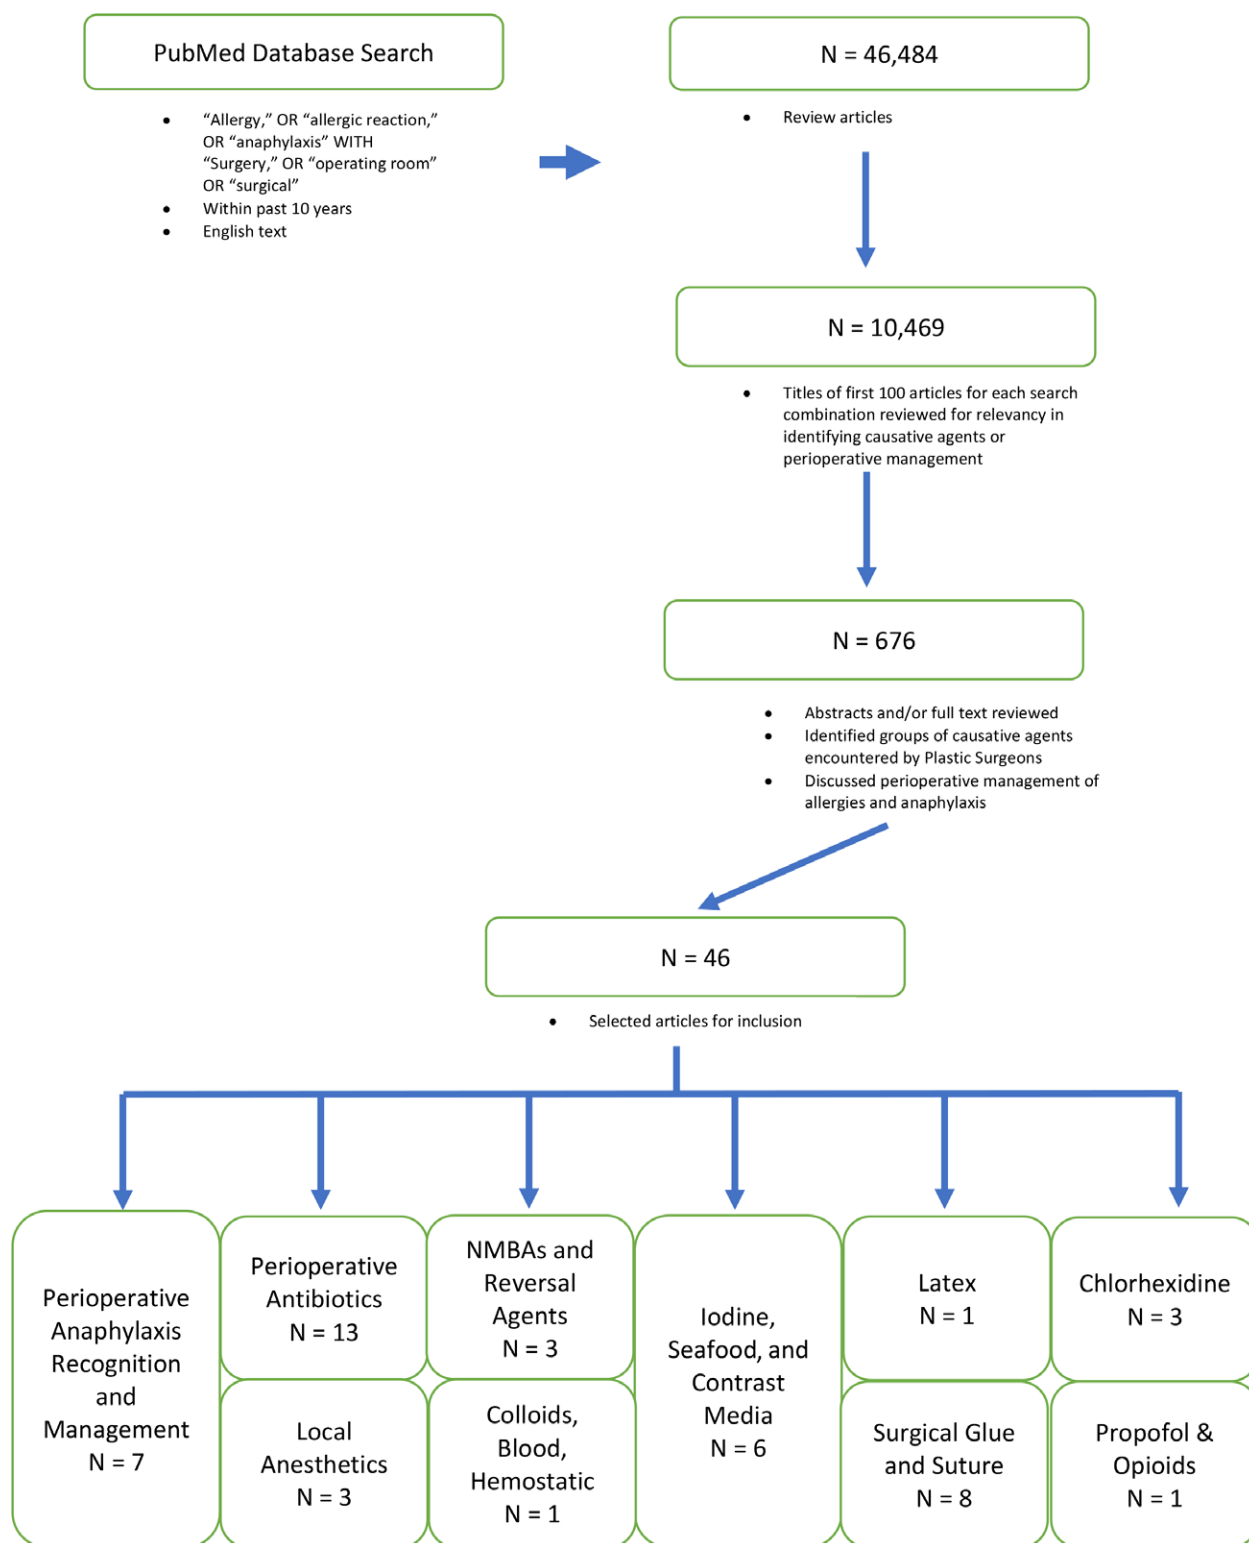 PubMed Database Search
• “Allergy,” OR “allergic reaction,”
OR “anaphylaxis” WITH
“Surgery,” OR “operating room”
OR “surgical”
• Within past 10 years
• English text
N = 46,484
• Review articles
N = 10,469
• Titles of first 100 articles for each search
combination reviewed for relevancy in
identifying causative agents or
perioperative management
N = 676
• Abstracts and/or full text reviewed
• Identified groups of causative agents
encountered by Plastic Surgeons
• Discussed perioperative management of
allergies and anaphylaxis
N = 46
• Selected articles for inclusion
Perioperative
Anaphylaxis
Recognition
and
Management
N = 7
Perioperative
Antibiotics
N = 13
Local
Anesthetics
N = 3
NMBAs and
Reversal
Agents
N = 3
Colloids,
Blood,
Hemostatic
N = 1
Iodine,
Seafood, and
Contrast
Media
N = 6
Latex
N = 1
Surgical Glue
and Suture
N = 8
Chlorhexidine
N = 3
Propofol &
Opioids
N = 1